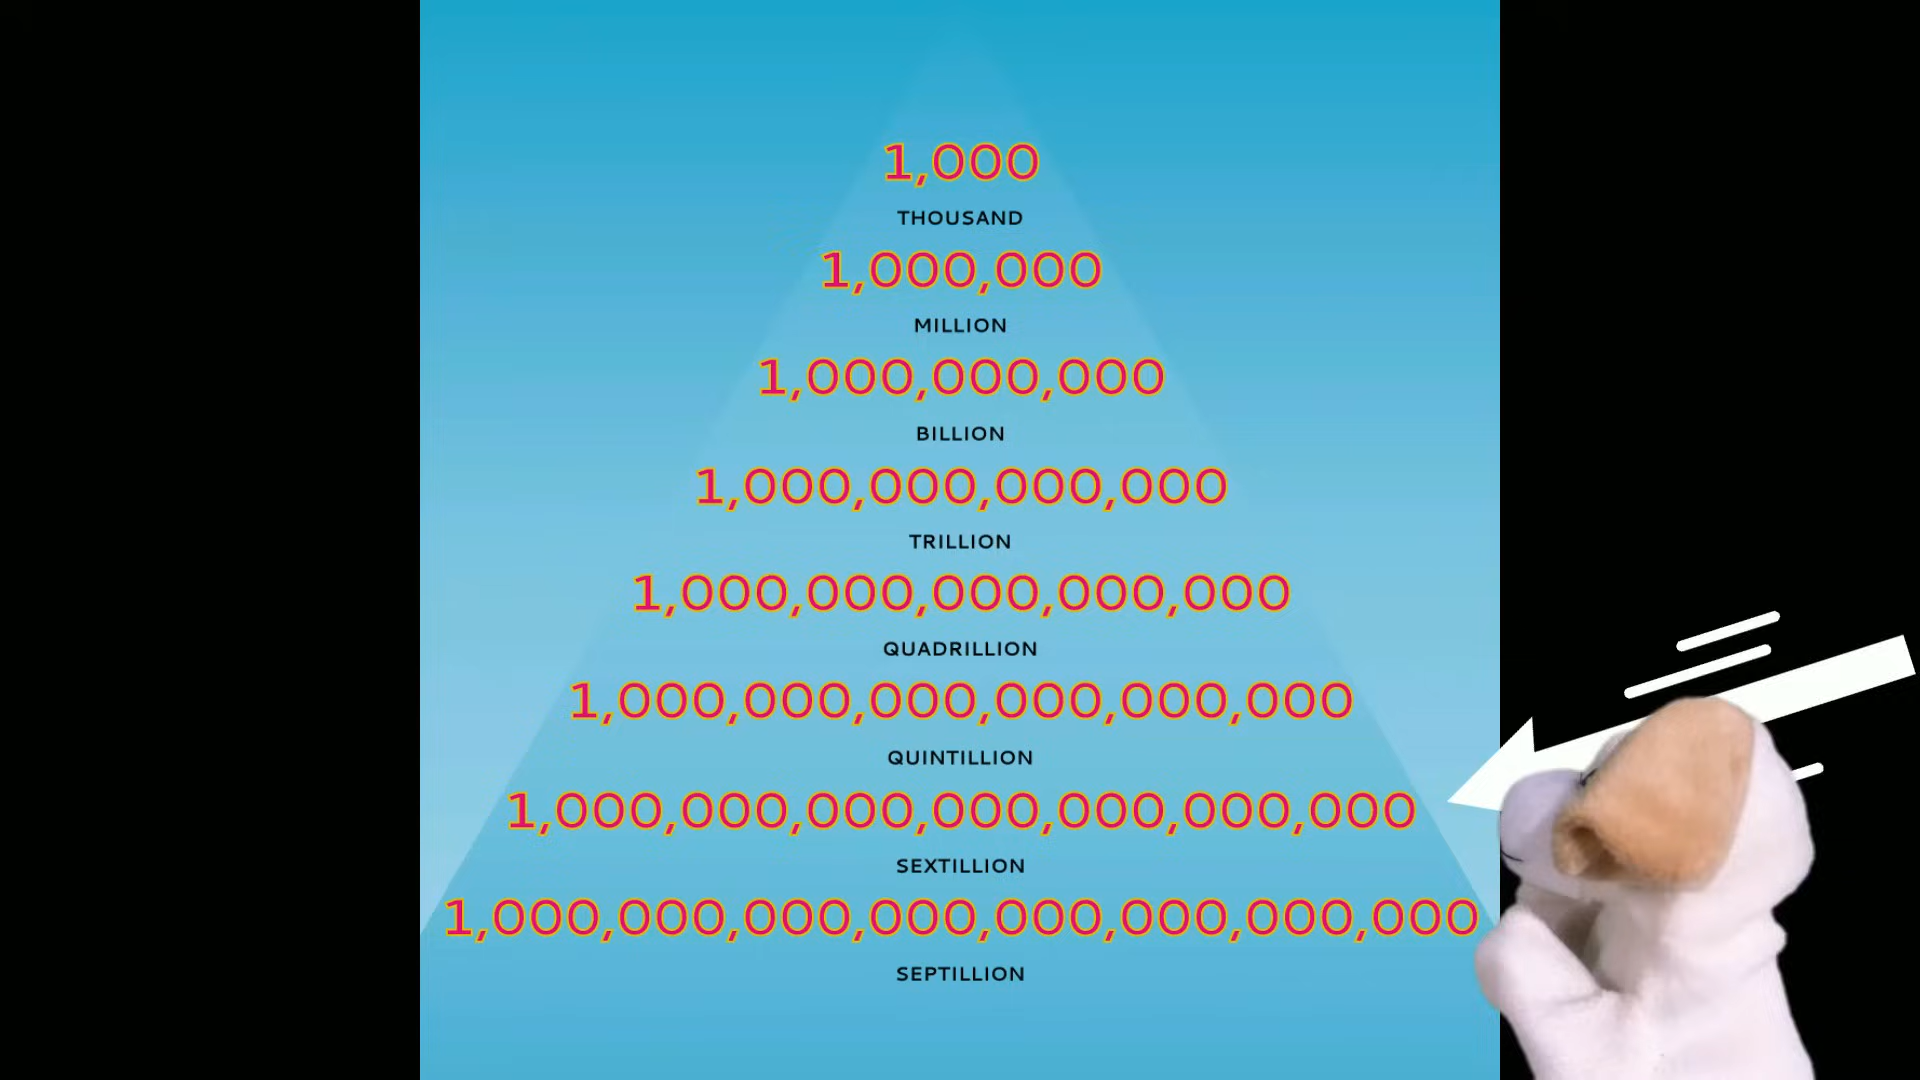 1,000
THOUSAND
1,000,000
MILLION
1,000,000,000
BILLION
1,000,000,000,000
TRILLION
1,000,000,000,000,000
QUADRILLION
1,000,000,000,000,000,000
QUINTILLION
1,000,000,000,000,000,000,000
SEXTILLION
1,000,000,000,000,000,000,000,000
SEPTILLION